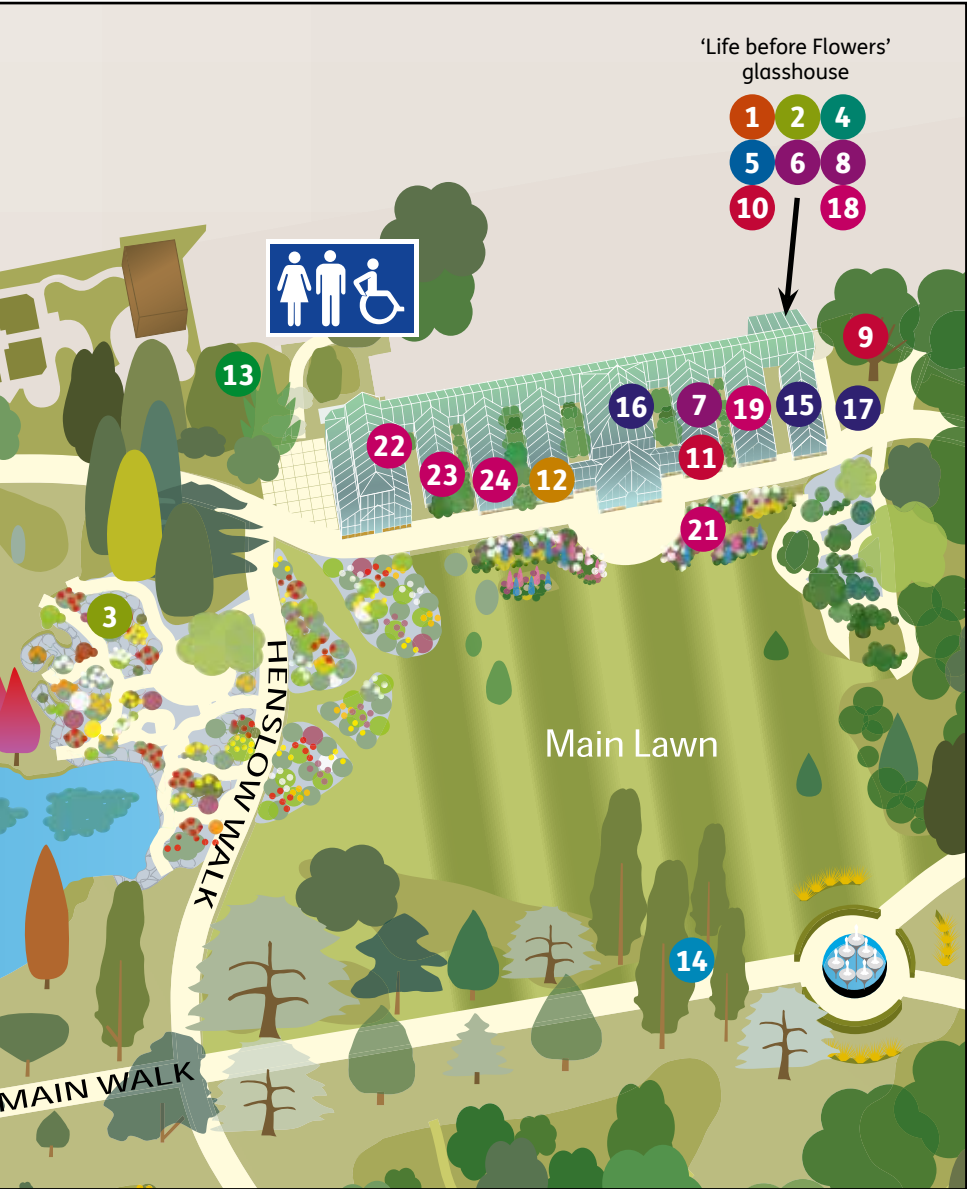 ‘Life before Flowers’
glasshouse
1 2 4
5 6 8
10 18
9
13
16 7 19 15 17
22
23 24 12 11
21
3
HENSLOW WALK
Main Lawn
14
MAIN WALK